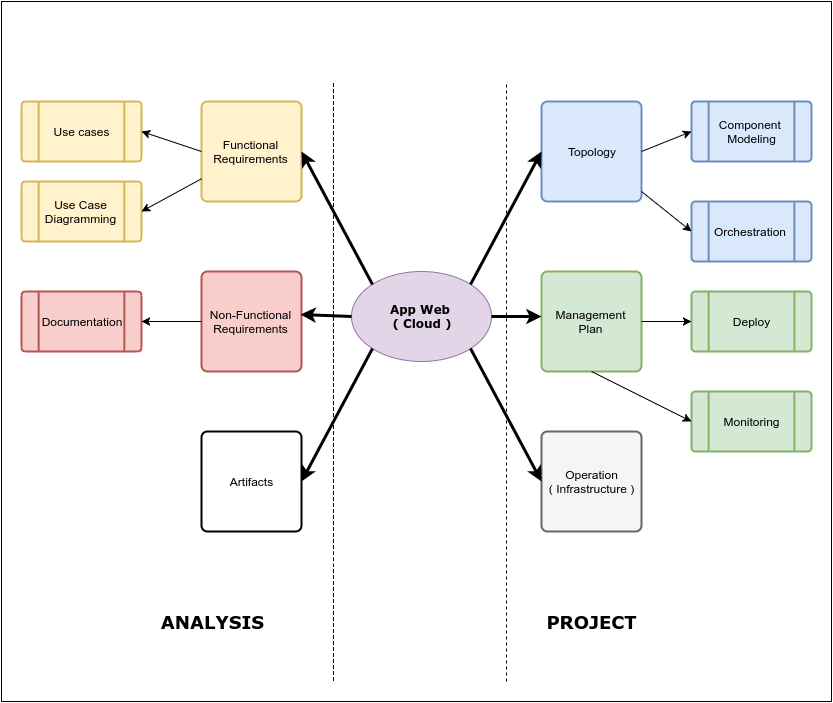 Use cases
Functional
Requirements
Topology
Component
Modeling
Use Case
Diagramming
Orchestration
Documentation
Non-Functional
Requirements
App Web
( Cloud )
Management
Plan
Deploy
Monitoring
Artifacts
Operation
( Infrastructure )
ANALYSIS
PROJECT